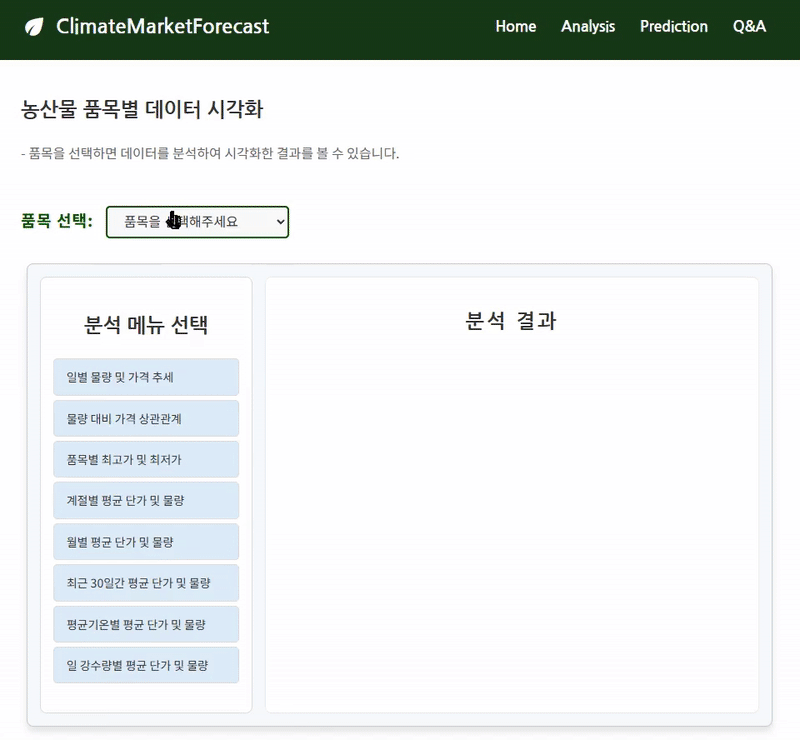 ClimateMarketForecast
Home Analysis Prediction Q&A
농산물 품목별 데이터 시각화
- 품목을 선택하면 데이터를 분석하여 시각화한 결과를 볼 수 있습니다.
품목 선택:
품목을 택해주세요
분석 메뉴 선택
일별 물량 및 가격 추세
물량 대비 가격 상관관계
품목별 최고가 및 최저가
계절별 평균 단가 및 물량
월별 평균 단가 및 물량
최근 30일간 평균 단가 및 물량
평균기온별 평균 단가 및 물량
일 강수량별 평균 단가 및 물량
분석 결과